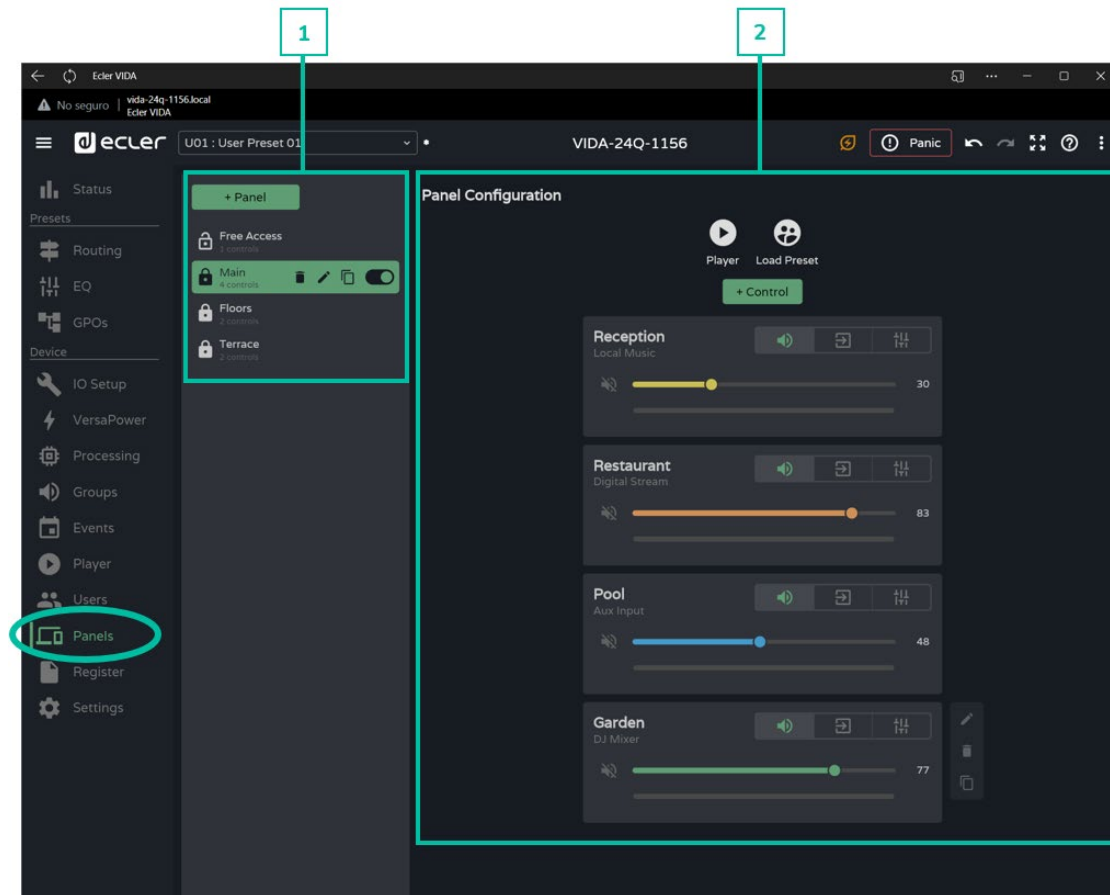 1
2
Ecler VIDA
No seguro
vida-24q-1156.local
Ecler VIDA
ecler
U01 : User Preset 01
VIDA-24Q-1156
Panic
Status
Presets
Routing
EQ
GPOs
Device
IO Setup
VersaPower
Processing
Groups
Events
Player
Users
Panels
Register
Settings
+ Panel
Free Access
1 controls
Main
4 controls
Floors
2 controls
Terrace
2 controls
Panel Configuration
Player
Load Preset
+ Control
Reception
Local Music
30
Restaurant
Digital Stream
83
Pool
Aux Input
48
Garden
DJ Mixer
77